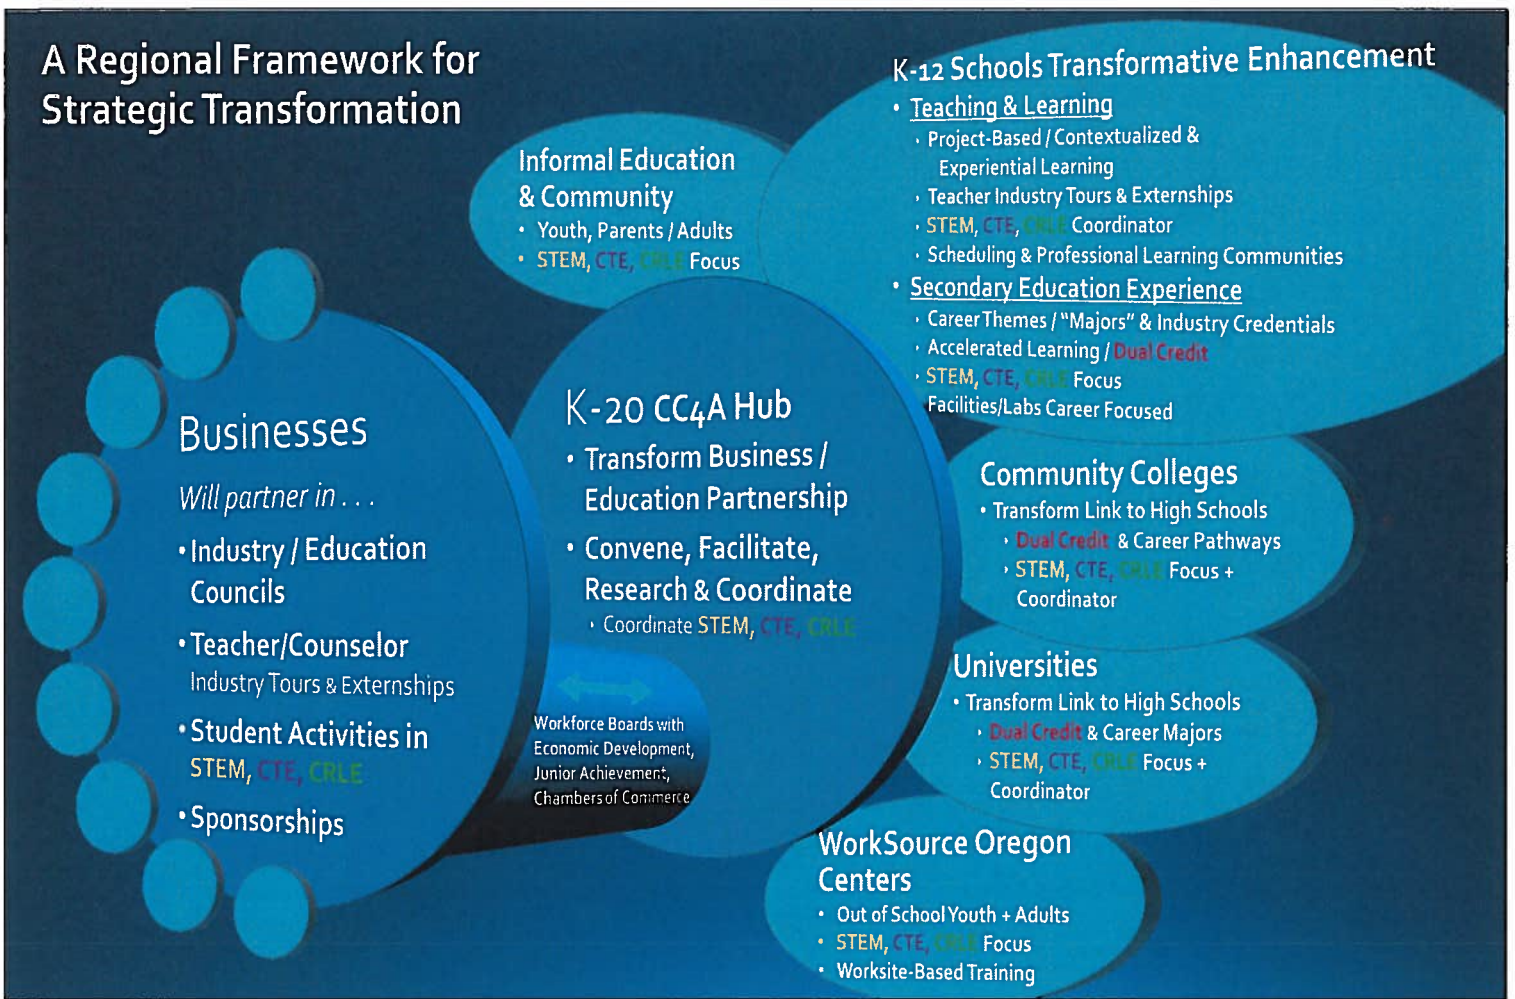 A Regional Framework for
Strategic Transformation
Informal Education
& Community
• Youth, Parents / Adults
• STEM, CTE, CRLE Focus
K-12 Schools Transformative Enhancement
• Teaching & Learning
• Project-Based / Contextualized &
Experiential Learning
• Teacher Industry Tours & Externships
• STEM, CTE, CRLE Coordinator
• Scheduling & Professional Learning Communities
• Secondary Education Experience
• Career Themes / "Majors" & Industry Credentials
• Accelerated Learning / Dual Credit
• STEM, CTE, CRLE Focus
Facilities/Labs Career Focused
Businesses
Will partner in . . .
• Industry / Education
Councils
• Teacher/Counselor
Industry Tours & Externships
• Student Activities in
STEM, CTE, CRLE
• Sponsorships
K-20 CC4A Hub
• Transform Business /
Education Partnership
• Convene, Facilitate,
Research & Coordinate
• Coordinate STEM, CTE, CRLE
Workforce Boards with
Economic Development,
Junior Achievement,
Chambers of Commerce
Community Colleges
• Transform Link to High Schools
• Dual Credit & Career Pathways
• STEM, CTE, CRLE Focus +
Coordinator
Universities
• Transform Link to High Schools
• Dual Credit & Career Majors
• STEM, CTE, CRLE Focus +
Coordinator
WorkSource Oregon
Centers
• Out of School Youth + Adults
• STEM, CTE, CRLE Focus
• Worksite-Based Training